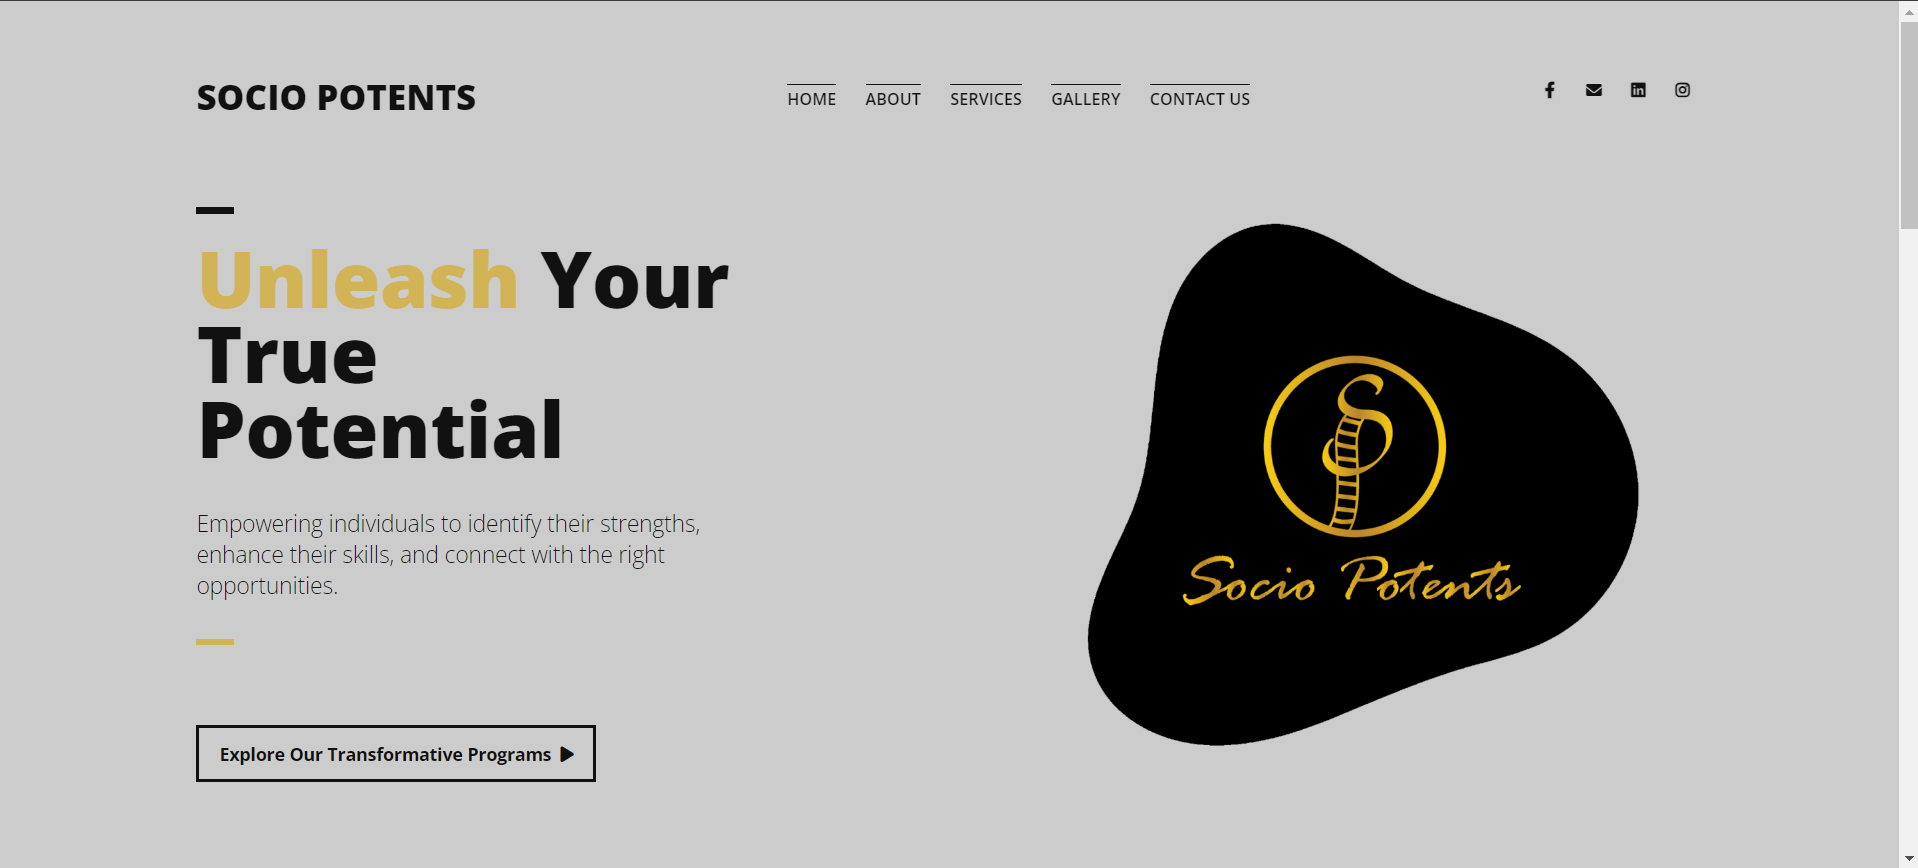 SOCIO POTENTS
HOME ABOUT SERVICES GALLERY CONTACT US
Unleash Your
True
Potential
Empowering individuals to identify their strengths,
enhance their skills, and connect with the right
opportunities.
Explore Our Transformative Programs
Socio Potents